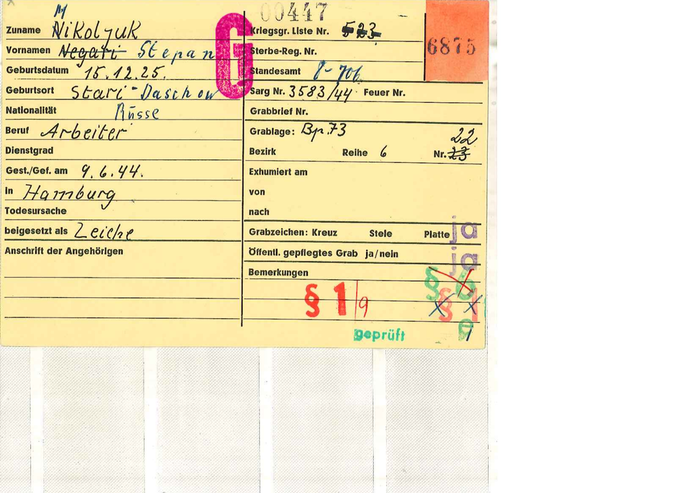 M
Zuname Nikoljuk
Vornamen Negari Stepan
Geburtsdatum 15.12.25.
Geburtsort Stari-Daschow
Nationalität Russe
Beruf Arbeiter
Dienstgrad
Gest./Gef. am 9.6.44.
in Hamburg
Todesursache
beigesetzt als Leiche
Anschrift der Angehörigen
G
00447
Kriegsgr. Liste Nr. 523
6875
Sterbe-Reg. Nr.
Standesamt
Sarg Nr. 3583/44 Feuer Nr.
Grabbrief Nr.
Grablage: Bp 73
22
Bezirk Reihe 6 Nr. 23
Exhumiert am
von
nach
Grabzeichen: Kreuz Stele Platte ja
Öffentl. gepflegtes Grab ja/nein ja
Bemerkungen
§ 1/9
geprüft